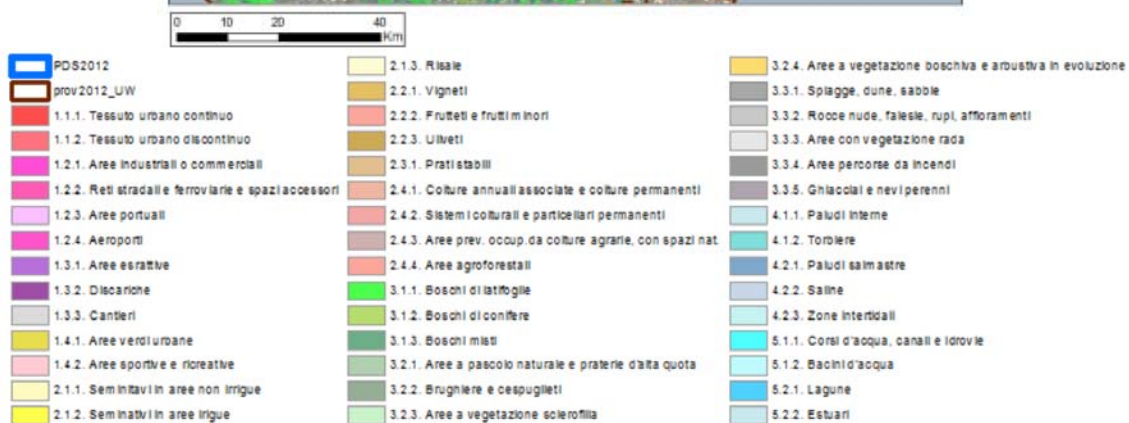 0 10 20 40
Km
PDS2012
prov2012_UW
1.1.1. Tessuto urbano continuo
1.1.2. Tessuto urbano discontinuo
1.2.1. Aree industriali o commerciali
1.2.2. Reti stradali e ferroviarie e spazi accessori
1.2.3. Aree portuali
1.2.4. Aeroporti
1.3.1. Aree esrattive
1.3.2. Discariche
1.3.3. Cantieri
1.4.1. Aree verdi urbane
1.4.2. Aree sportive e ricreative
2.1.1. Seminitavi in aree non irrigue
2.1.2. Seminativi in aree irigue
2.1.3. Risaie
2.2.1. Vigneti
2.2.2. Frutteti e frutti minori
2.2.3. Uliveti
2.3.1. Prati stabili
2.4.1. Colture annuali associate e colture permanenti
2.4.2. Sistemi colturali e particellari permanenti
2.4.3. Aree prev. occup.da colture agrarie, con spazi nat.
2.4.4. Aree agroforestali
3.1.1. Boschi di latifoglie
3.1.2. Boschi di conifere
3.1.3. Boschi misti
3.2.1. Aree a pascolo naturale e praterie d'alta quota
3.2.2. Brughiere e cespuglieti
3.2.3. Aree a vegetazione sclerofilla
3.2.4. Aree a vegetazione boschiva e arbustiva in evoluzione
3.3.1. Spiagge, dune, sabbie
3.3.2. Rocce nude, falesie, rupi, affioramenti
3.3.3. Aree con vegetazione rada
3.3.4. Aree percorse da incendi
3.3.5. Ghiacciai e nevi perenni
4.1.1. Paludi interne
4.1.2. Torbiere
4.2.1. Paludi salmastre
4.2.2. Saline
4.2.3. Zone intertidali
5.1.1. Corsi d'acqua, canali e idrovie
5.1.2. Bacini d'acqua
5.2.1. Lagune
5.2.2. Estuari